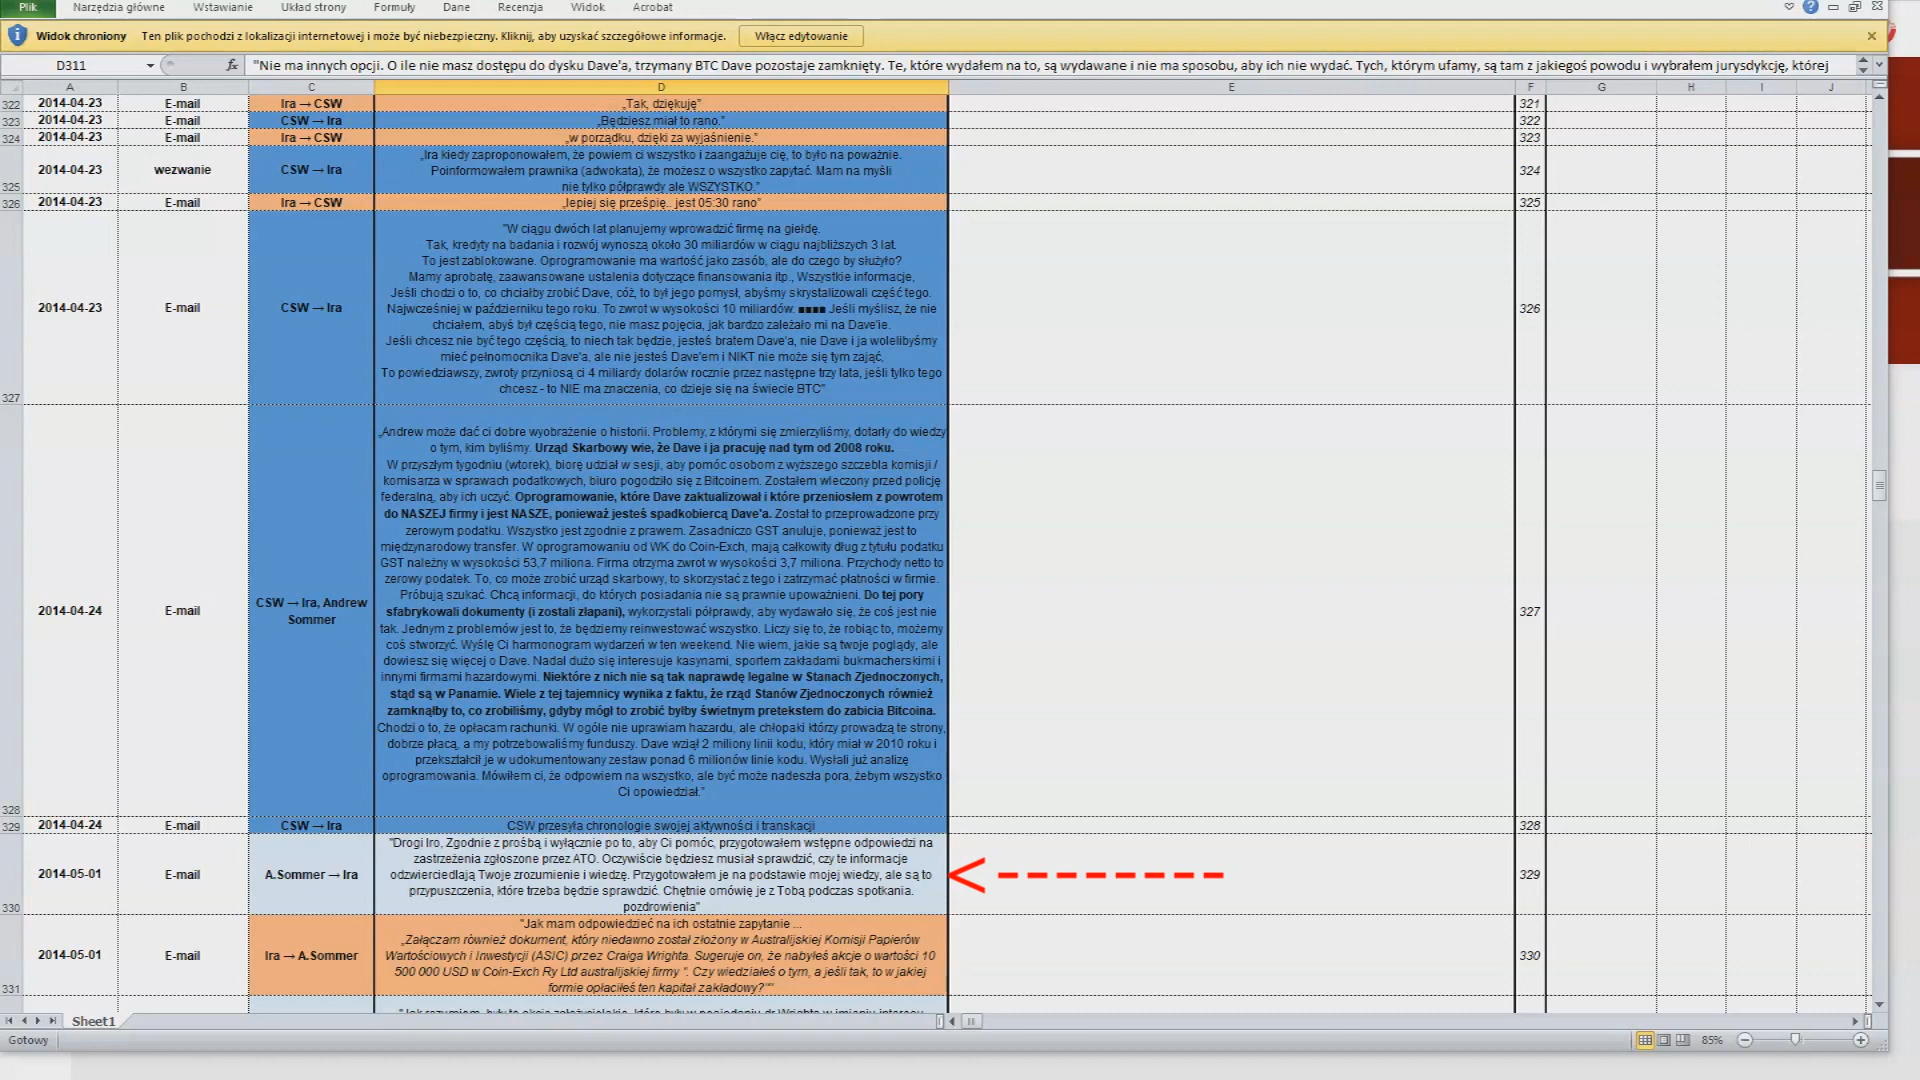 Plik Narzędzia główne Wstawianie Układ strony Formuły Dane Recenzja Widok Acrobat
Widok chroniony Ten plik pochodzi z lokalizacji internetowej i może być niebezpieczny. Kliknij, aby uzyskać szczegółowe informacje. Włącz edytowanie
D311 fx "Nie ma innych opcji. O ile nie masz dostępu do dysku Dave'a, trzymany BTC Dave pozostaje zamknięty. Te, które wydałem na to, są wydawane i nie ma sposobu, aby ich nie wydać. Tych, którym ufamy, są tam z jakiegoś powodu i wybrałem jurysdykcję, której
A B C D E F G H I J
322 2014-04-23 E-mail Ira → CSW „Tak, dziękuję” 321
323 2014-04-23 E-mail CSW → Ira „Będziesz miał to rano.” 322
324 2014-04-23 E-mail Ira → CSW „w porządku, dzięki za wyjaśnienie.” 323
„Ira kiedy zaproponowałem, że powiem ci wszystko i zaangażuje cię, to było na poważnie.
2014-04-23 wezwanie CSW → Ira Poinformowałem prawnika (adwokata), że możesz o wszystko zapytać. Mam na myśli 324
325 nie tylko półprawdy ale WSZYSTKO.”
326 2014-04-23 E-mail Ira → CSW „lepiej się prześpię.. jest 05:30 rano” 325
"W ciągu dwóch lat planujemy wprowadzić firmę na giełdę.
Tak, kredyty na badania i rozwój wynoszą około 30 miliardów w ciągu najbliższych 3 lat.
To jest zablokowane. Oprogramowanie ma wartość jako zasób, ale do czego by służyło?
Mamy aprobatę, zaawansowane ustalenia dotyczące finansowania itp., Wszystkie informacje,
Jeśli chodzi o to, co chciałby zrobić Dave, cóż, to był jego pomysł, abyśmy skrystalizowali część tego.
2014-04-23 E-mail CSW → Ira Najwcześniej w październiku tego roku. To zwrot w wysokości 10 miliardów. ■■■■ Jeśli myślisz, że nie 326
chciałem, abyś był częścią tego, nie masz pojęcia, jak bardzo zależało mi na Dave'ie.
Jeśli chcesz nie być tego częścią, to niech tak będzie, jesteś bratem Dave'a, nie Dave i ja wolelibyśmy
mieć pełnomocnika Dave'a, ale nie jesteś Dave'em i NIKT nie może się tym zająć,
To powiedziawszy, zwroty przyniosą ci 4 miliardy dolarów rocznie przez następne trzy lata, jeśli tylko tego
327 chcesz - to NIE ma znaczenia, co dzieje się na świecie BTC"
„Andrew może dać ci dobre wyobrażenie o historii. Problemy, z którymi się zmierzyliśmy, dotarły do wiedzy
o tym, kim byliśmy. Urząd Skarbowy wie, że Dave i ja pracuję nad tym od 2008 roku.
W przyszłym tygodniu (wtorek), biorę udział w sesji, aby pomóc osobom z wyższego szczebla komisji /
komisarza w sprawach podatkowych, biuro pogodziło się z Bitcoinem. Zostałem wleczony przed policję
federalną, aby ich uczyć. Oprogramowanie, które Dave zaktualizował i które przeniosłem z powrotem
do NASZEJ firmy i jest NASZE, ponieważ jesteś spadkobiercą Dave'a. Został to przeprowadzone przy
zerowym podatku. Wszystko jest zgodnie z prawem. Zasadniczo GST anuluje, ponieważ jest to
międzynarodowy transfer. W oprogramowaniu od WK do Coin-Exch, mają całkowity dług z tytułu podatku
GST należny w wysokości 53,7 miliona. Firma otrzyma zwrot w wysokości 3,7 miliona. Przychody netto to
zerowy podatek. To, co może zrobić urząd skarbowy, to skorzystać z tego i zatrzymać płatności w firmie.
Próbują szukać. Chcą informacji, do których posiadania nie są prawnie upoważnieni. Do tej pory
2014-04-24 E-mail CSW → Ira, Andrew Sommer sfabrykowali dokumenty (i zostali złapani), wykorzystali półprawdy, aby wydawało się, że coś jest nie 327
tak. Jednym z problemów jest to, że będziemy reinwestować wszystko. Liczy się to, że robiąc to, możemy
coś stworzyć. Wyślę Ci harmonogram wydarzeń w ten weekend. Nie wiem, jakie są twoje poglądy, ale
dowiesz się więcej o Dave. Nadal dużo się interesuje kasynami, sportem zakładami bukmacherskimi i
innymi firmami hazardowymi. Niektóre z nich nie są tak naprawdę legalne w Stanach Zjednoczonych,
stąd są w Panamie. Wiele z tej tajemnicy wynika z faktu, że rząd Stanów Zjednoczonych również
zamknąłby to, co zrobiliśmy, gdyby mógł to zrobić byłby świetnym pretekstem do zabicia Bitcoina.
Chodzi o to, że opłacam rachunki. W ogóle nie uprawiam hazardu, ale chłopaki którzy prowadzą te strony,
dobrze płacą, a my potrzebowaliśmy funduszy. Dave wziął 2 miliony linii kodu, który miał w 2010 roku i
przekształcił je w udokumentowany zestaw ponad 6 milionów linie kodu. Wysłali już analizę
oprogramowania. Mówiłem ci, że odpowiem na wszystko, ale być może nadeszła pora, żebym wszystko
328 Ci opowiedział.”
329 2014-04-24 E-mail CSW → Ira CSW przesyła chronologie swojej aktywności i transkacji 328
"Drogi Iro, Zgodnie z prośbą i wyłącznie po to, aby Ci pomóc, przygotowałem wstępne odpowiedzi na
zastrzeżenia zgłoszone przez ATO. Oczywiście będziesz musiał sprawdzić, czy te informacje
2014-05-01 E-mail A.Sommer → Ira odzwierciedlają Twoje zrozumienie i wiedzę. Przygotowałem je na podstawie mojej wiedzy, ale są to 329
przypuszczenia, które trzeba będzie sprawdzić. Chętnie omówię je z Tobą podczas spotkania.
330 pozdrowienia"
"Jak mam odpowiedzieć na ich ostatnie zapytanie ...
„Załączam również dokument, który niedawno został złożony w Australijskiej Komisji Papierów
2014-05-01 E-mail Ira → A.Sommer Wartościowych i Inwestycji (ASIC) przez Craiga Wrighta. Sugeruje on, że nabyłeś akcje o wartości 10 330
500 000 USD w Coin-Exch Ry Ltd australijskiej firmy ". Czy wiedziałeś o tym, a jeśli tak, to w jakiej
331 formie opłaciłeś ten kapitał zakładowy?”"
Sheet1
Gotowy 85%